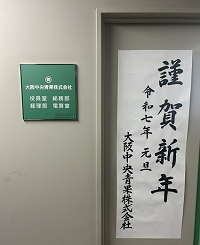 大阪中央青果株式会社
役員室 総務部
経理部 電算室
謹賀新年
令和七年 元旦
大阪中央青果株式会社